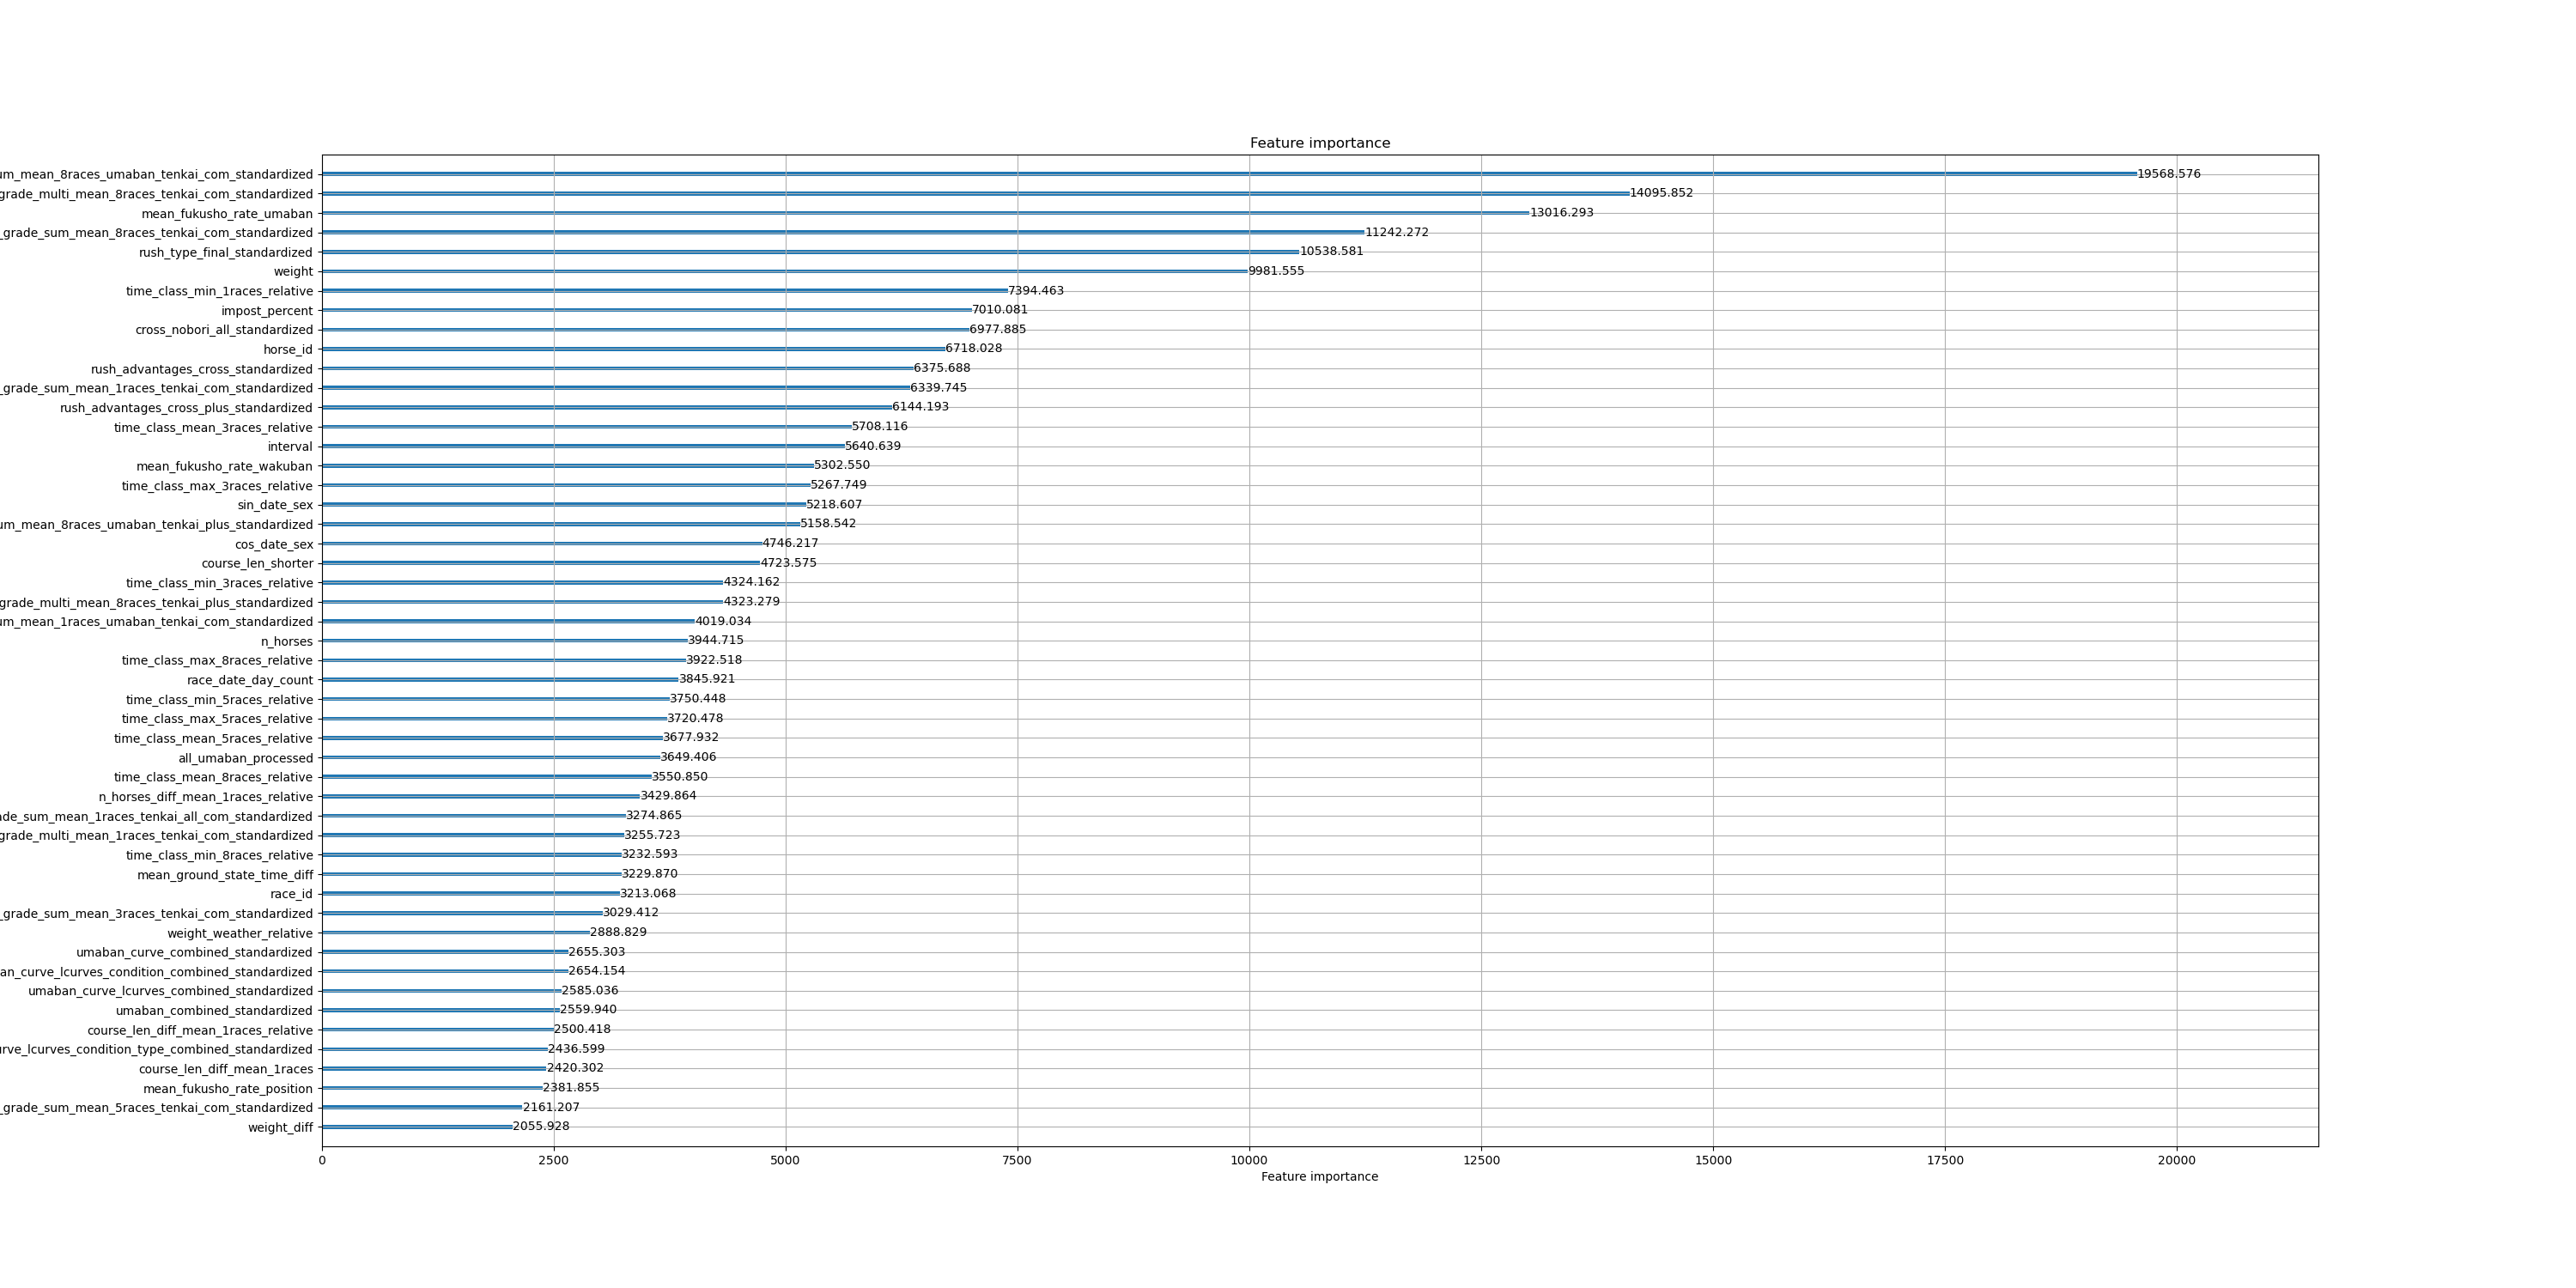 Feature importance
um_mean_8races_umaban_tenkai_com_standardized 19568.576
grade_multi_mean_8races_tenkai_com_standardized 14095.852
mean_fukusho_rate_umaban 13016.293
_grade_sum_mean_8races_tenkai_com_standardized 11242.272
rush_type_final_standardized 10538.581
weight 9981.555
time_class_min_1races_relative 7394.463
impost_percent 7010.081
cross_nobori_all_standardized 6977.885
horse_id 6718.028
rush_advantages_cross_standardized 6375.688
_grade_sum_mean_1races_tenkai_com_standardized 6339.745
rush_advantages_cross_plus_standardized 6144.193
time_class_mean_3races_relative 5708.116
interval 5640.639
mean_fukusho_rate_wakuban 5302.550
time_class_max_3races_relative 5267.749
sin_date_sex 5218.607
um_mean_8races_umaban_tenkai_plus_standardized 5158.542
cos_date_sex 4746.217
course_len_shorter 4723.575
time_class_min_3races_relative 4324.162
grade_multi_mean_8races_tenkai_plus_standardized 4323.279
um_mean_1races_umaban_tenkai_com_standardized 4019.034
n_horses 3944.715
time_class_max_8races_relative 3922.518
race_date_day_count 3845.921
time_class_min_5races_relative 3750.448
time_class_max_5races_relative 3720.478
time_class_mean_5races_relative 3677.932
all_umaban_processed 3649.406
time_class_mean_8races_relative 3550.850
n_horses_diff_mean_1races_relative 3429.864
ade_sum_mean_1races_tenkai_all_com_standardized 3274.865
grade_multi_mean_1races_tenkai_com_standardized 3255.723
time_class_min_8races_relative 3232.593
mean_ground_state_time_diff 3229.870
race_id 3213.068
_grade_sum_mean_3races_tenkai_com_standardized 3029.412
weight_weather_relative 2888.829
umaban_curve_combined_standardized 2655.303
an_curve_lcurves_condition_combined_standardized 2654.154
umaban_curve_lcurves_combined_standardized 2585.036
umaban_combined_standardized 2559.940
course_len_diff_mean_1races_relative 2500.418
urve_lcurves_condition_type_combined_standardized 2436.599
course_len_diff_mean_1races 2420.302
mean_fukusho_rate_position 2381.855
_grade_sum_mean_5races_tenkai_com_standardized 2161.207
weight_diff 2055.928
0 2500 5000 7500 10000 12500 15000 17500 20000
Feature importance